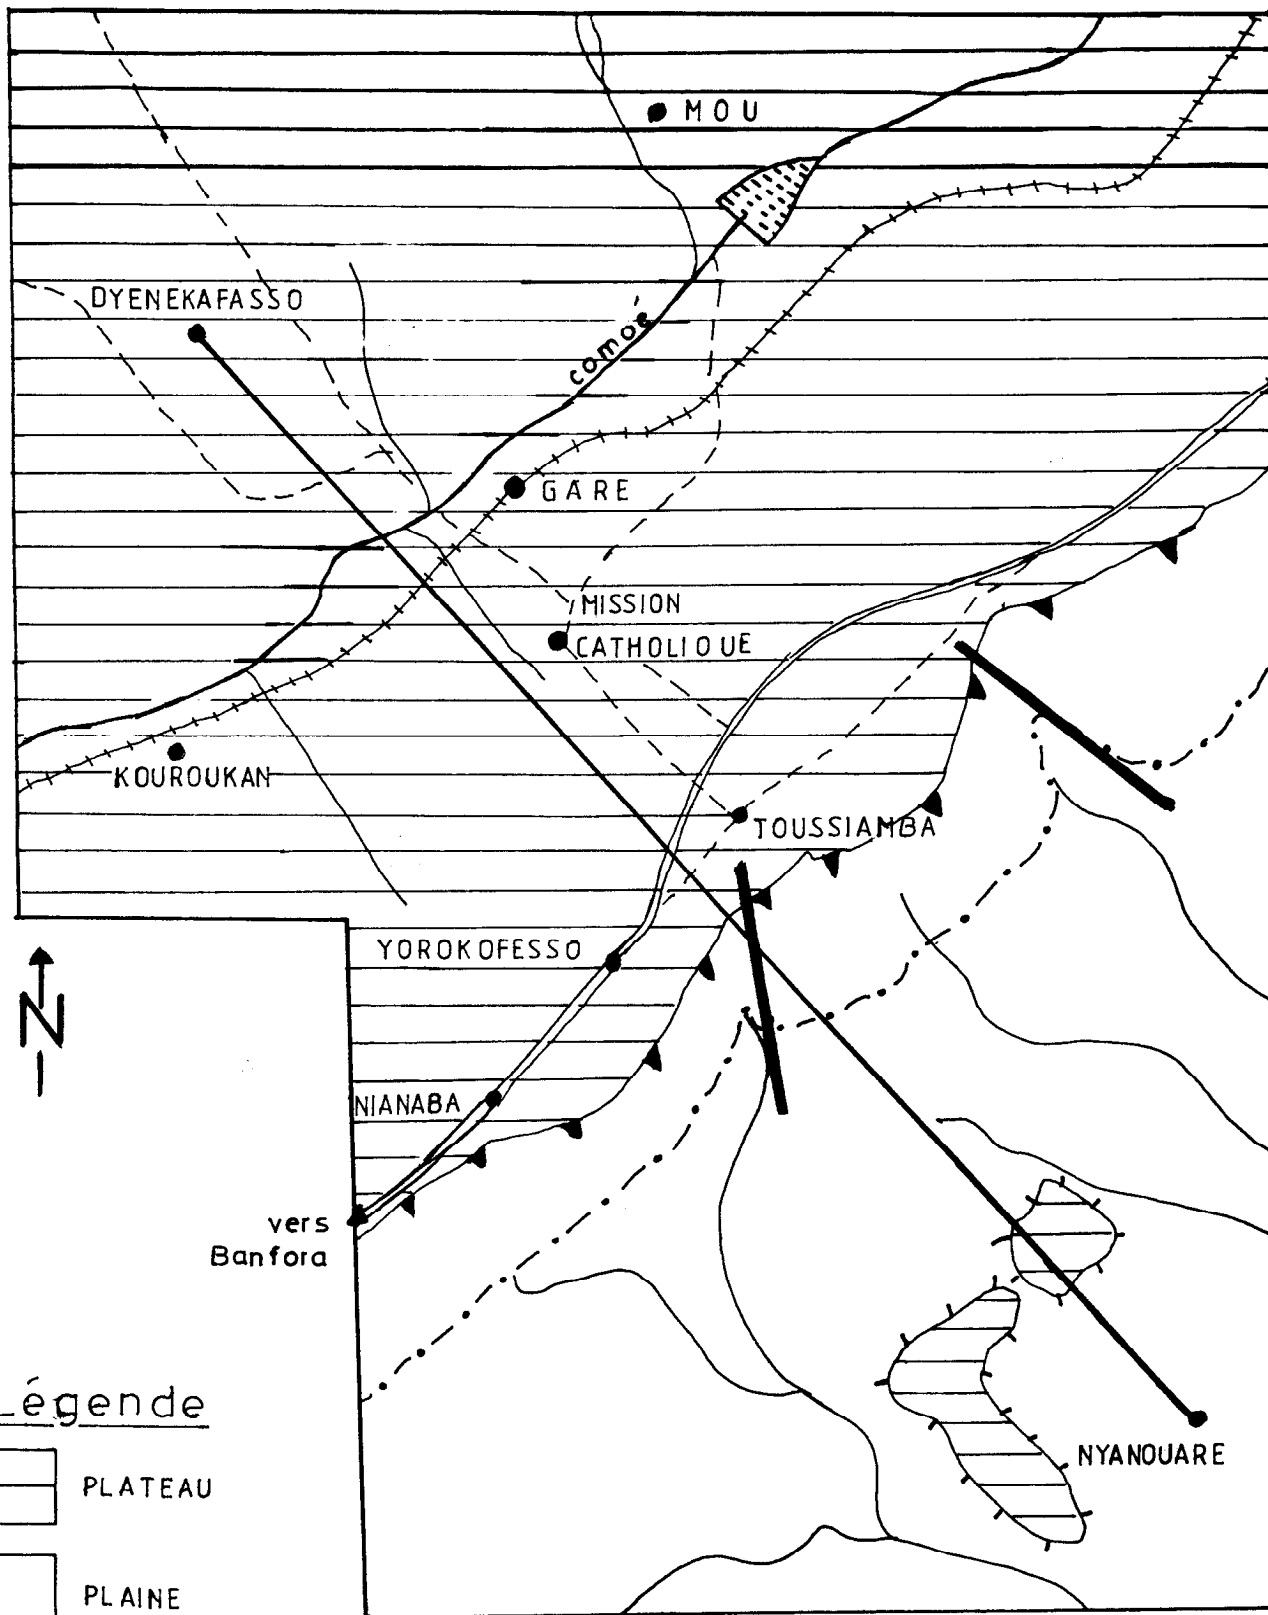 MOU
DYENEKAFASSO
comoé
GARE
MISSION
CATHOLIQUE
KOUROUKAN
TOUSSIAMBA
YOROKOFESSO
N
NIANABA
vers
Banfora
Légende
NYANOUARE
PLATEAU
PLAINE